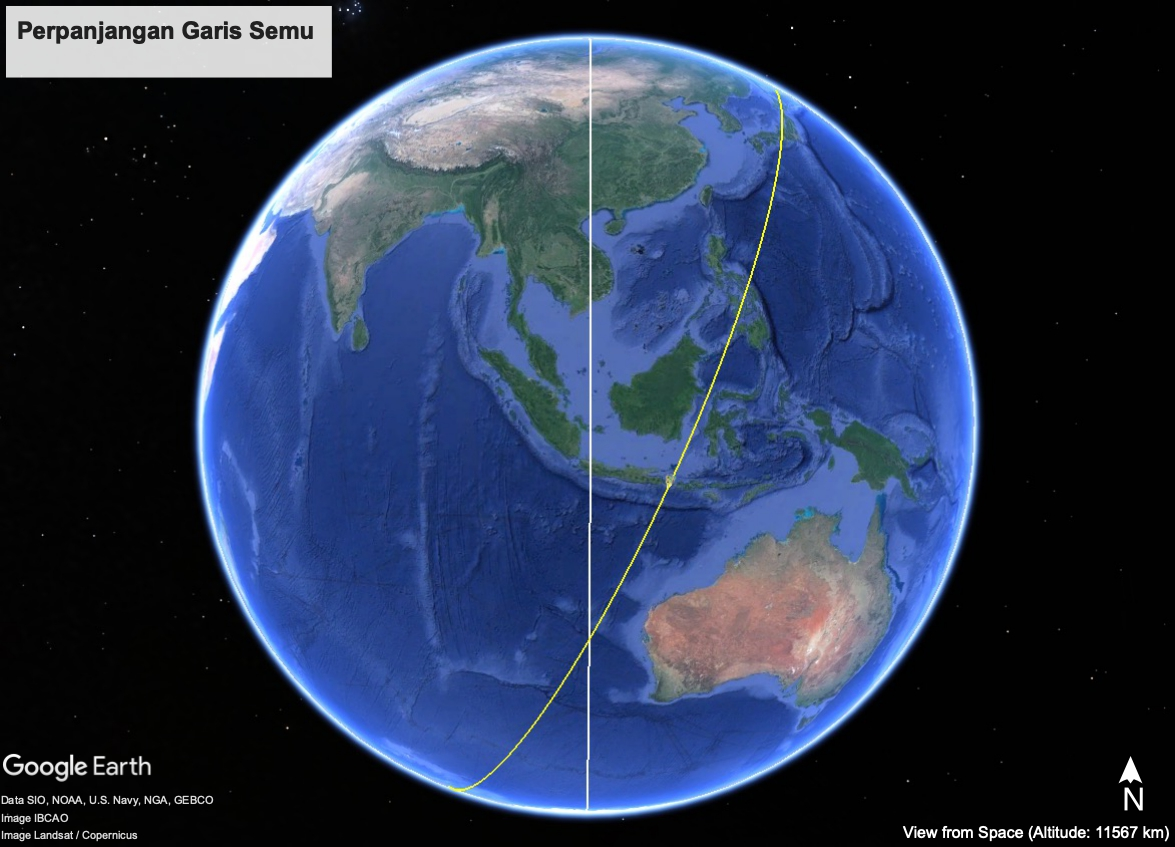 Perpanjangan Garis Semu
Google Earth
Data SIO, NOAA, U.S. Navy, NGA, GEBCO
Image IBCAO
Image Landsat / Copernicus
N
View from Space (Altitude: 11567 km)